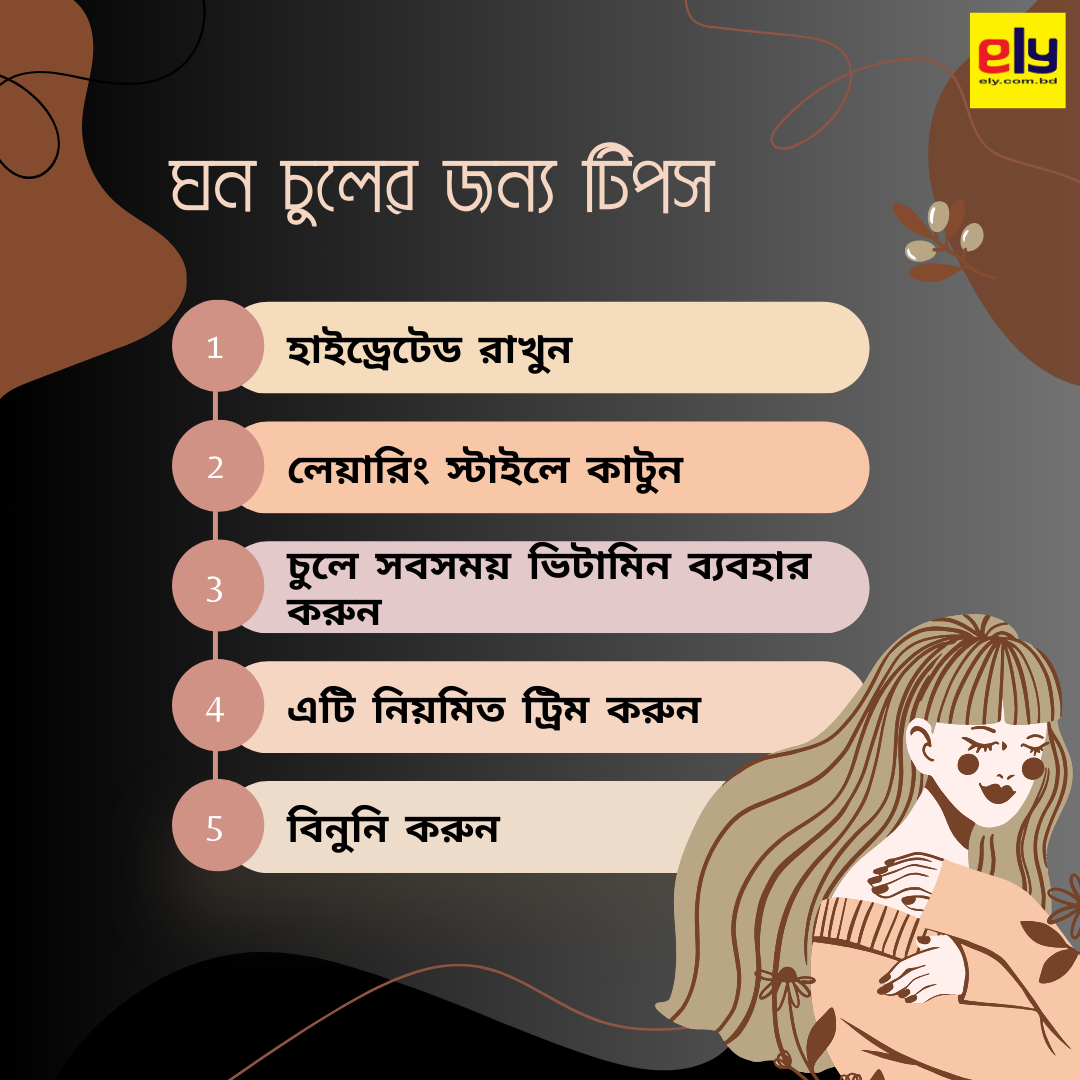 ely
ely.com.bd
ঘন চুলের জন্য টিপস
1
হাইড্রেটেড রাখুন
2
লেয়ারিং স্টাইলে কাটুন
3
চুলে সবসময় ভিটামিন ব্যবহার
করুন
4
এটি নিয়মিত ট্রিম করুন
5
বিনুনি করুন